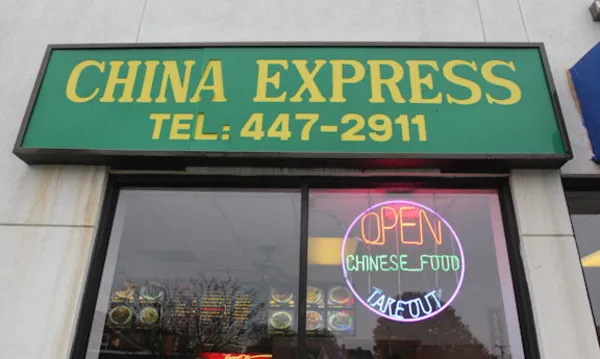 CHINA EXPRESS
TEL: 447-2911
OPEN
CHINESE FOOD
TAKEOUT